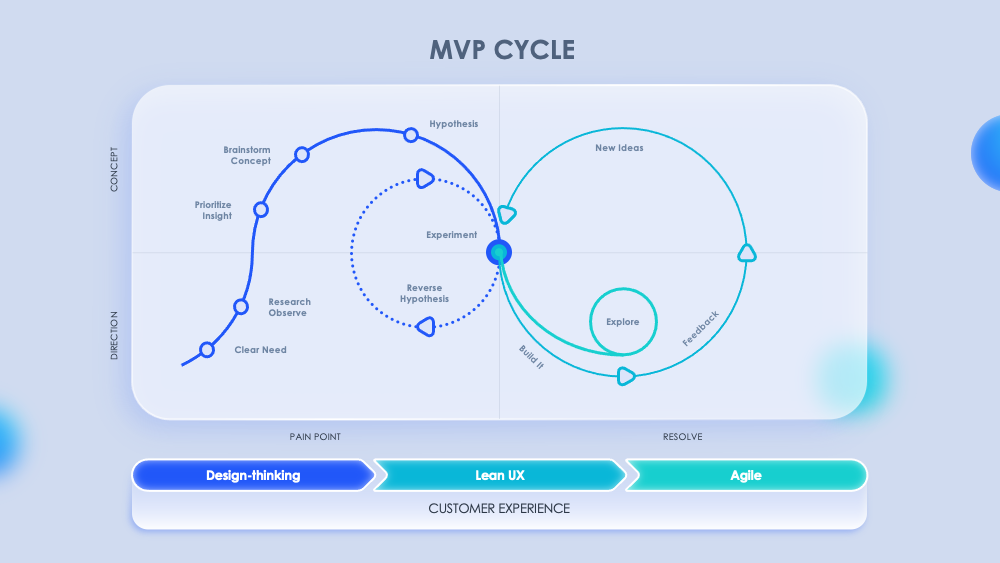 MVP CYCLE
CONCEPT
DIRECTION
Hypothesis
Brainstorm
Concept
Prioritize
Insight
Experiment
Reverse
Hypothesis
Research
Observe
Clear Need
New Ideas
Explore
Build It
Feedback
PAIN POINT
RESOLVE
Design-thinking
Lean UX
Agile
CUSTOMER EXPERIENCE